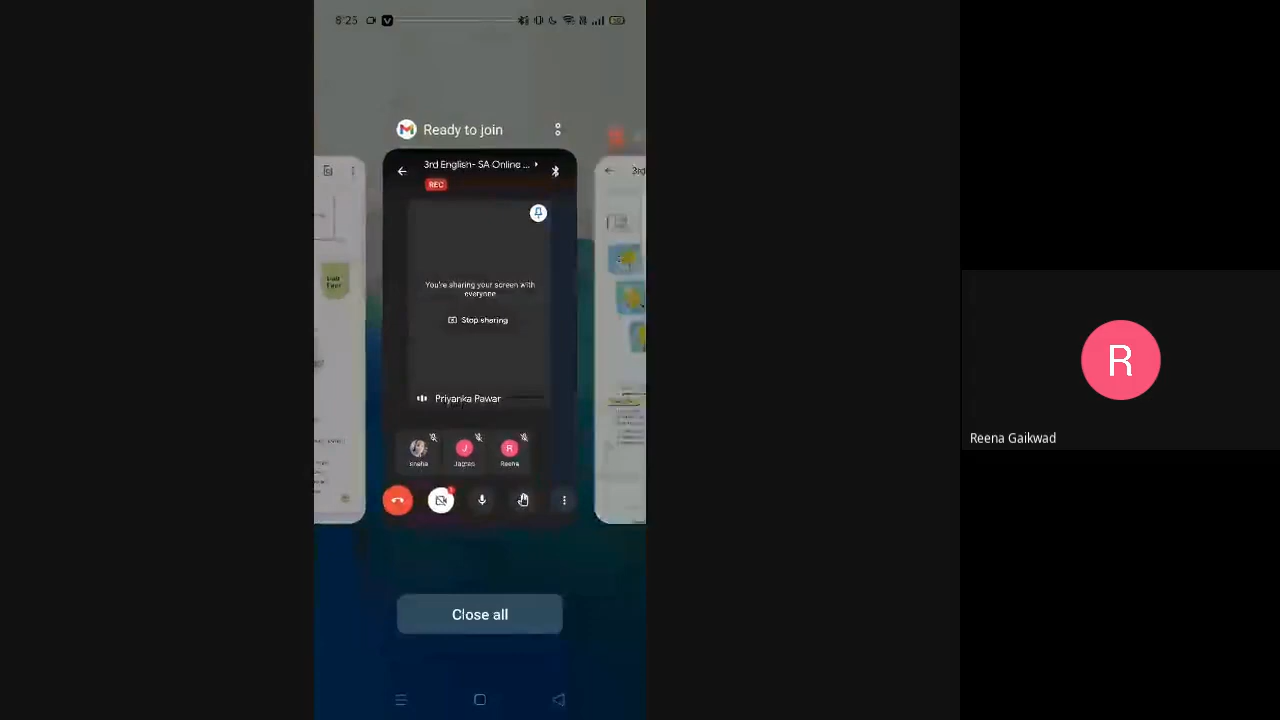 8:25
Ready to join
3rd English- SA Online ...
REC
3rd
You're sharing your screen with
everyone
Stop sharing
Priyanka Pawar
Reena
R
R
Reena Gaikwad
Close all